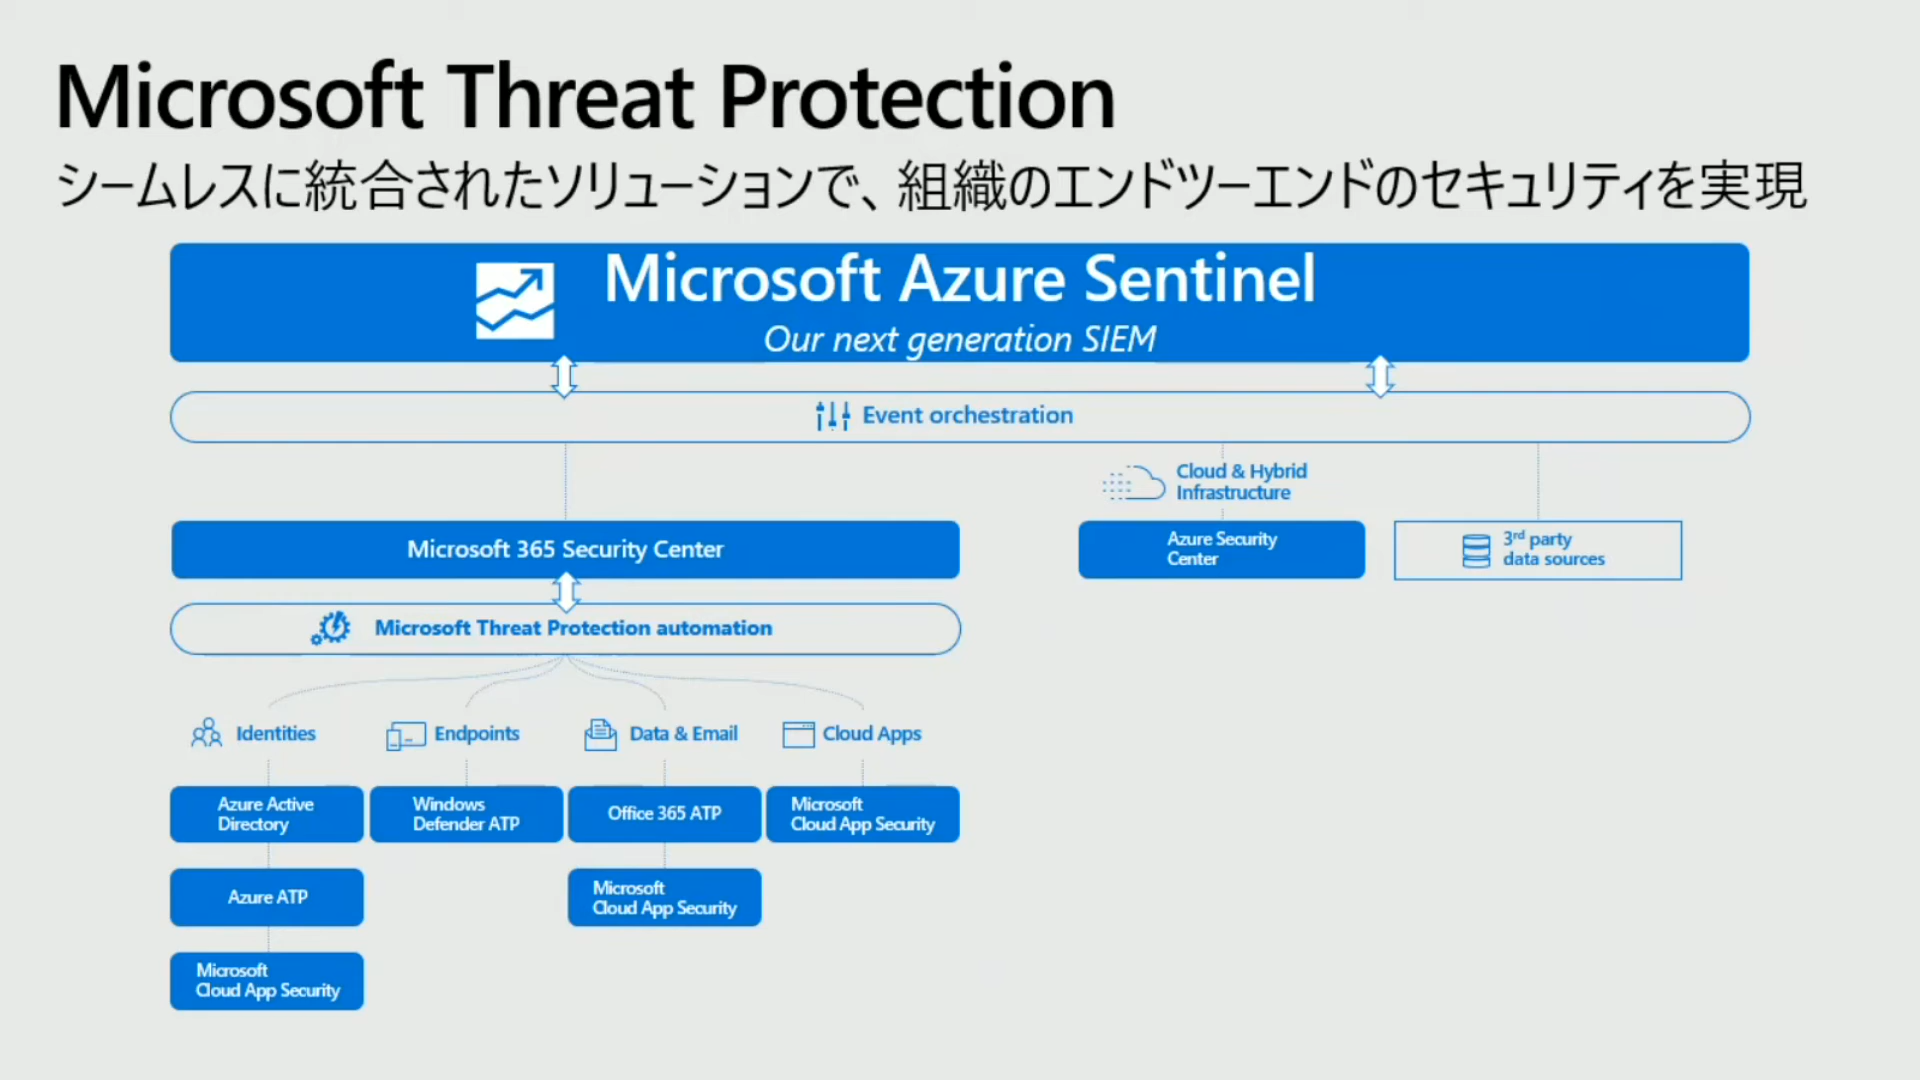 Microsoft Threat Protection
シームレスに統合されたソリューションで、組織のエンドツーエンドのセキュリティを実現
Microsoft Azure Sentinel
Our next generation SIEM
Event orchestration
Cloud & Hybrid
Infrastructure
Microsoft 365 Security Center
Azure Security
Center
3rd party
data sources
Microsoft Threat Protection automation
Identities
Endpoints
Data & Email
Cloud Apps
Azure Active
Directory
Windows
Defender ATP
Office 365 ATP
Microsoft
Cloud App Security
Azure ATP
Microsoft
Cloud App Security
Microsoft
Cloud App Security